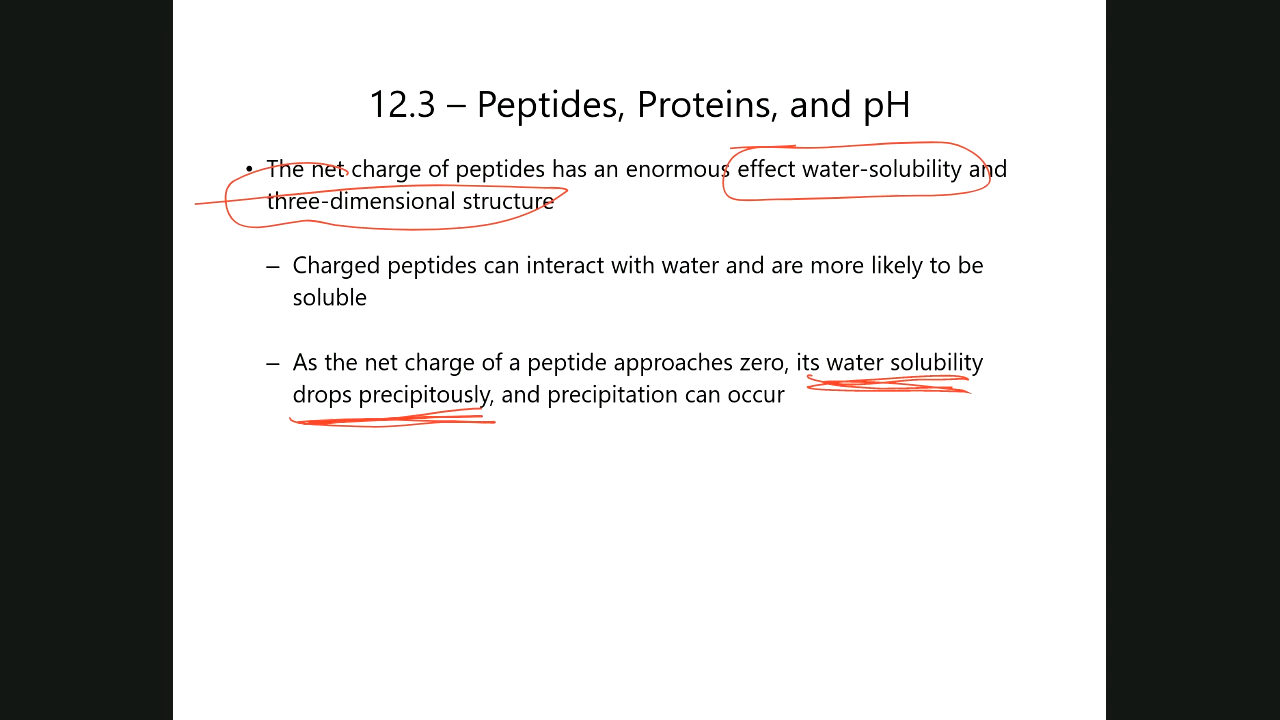 12.3 – Peptides, Proteins, and pH
• The net charge of peptides has an enormous effect water-solubility and
three-dimensional structure
– Charged peptides can interact with water and are more likely to be
soluble
– As the net charge of a peptide approaches zero, its water solubility
drops precipitously, and precipitation can occur